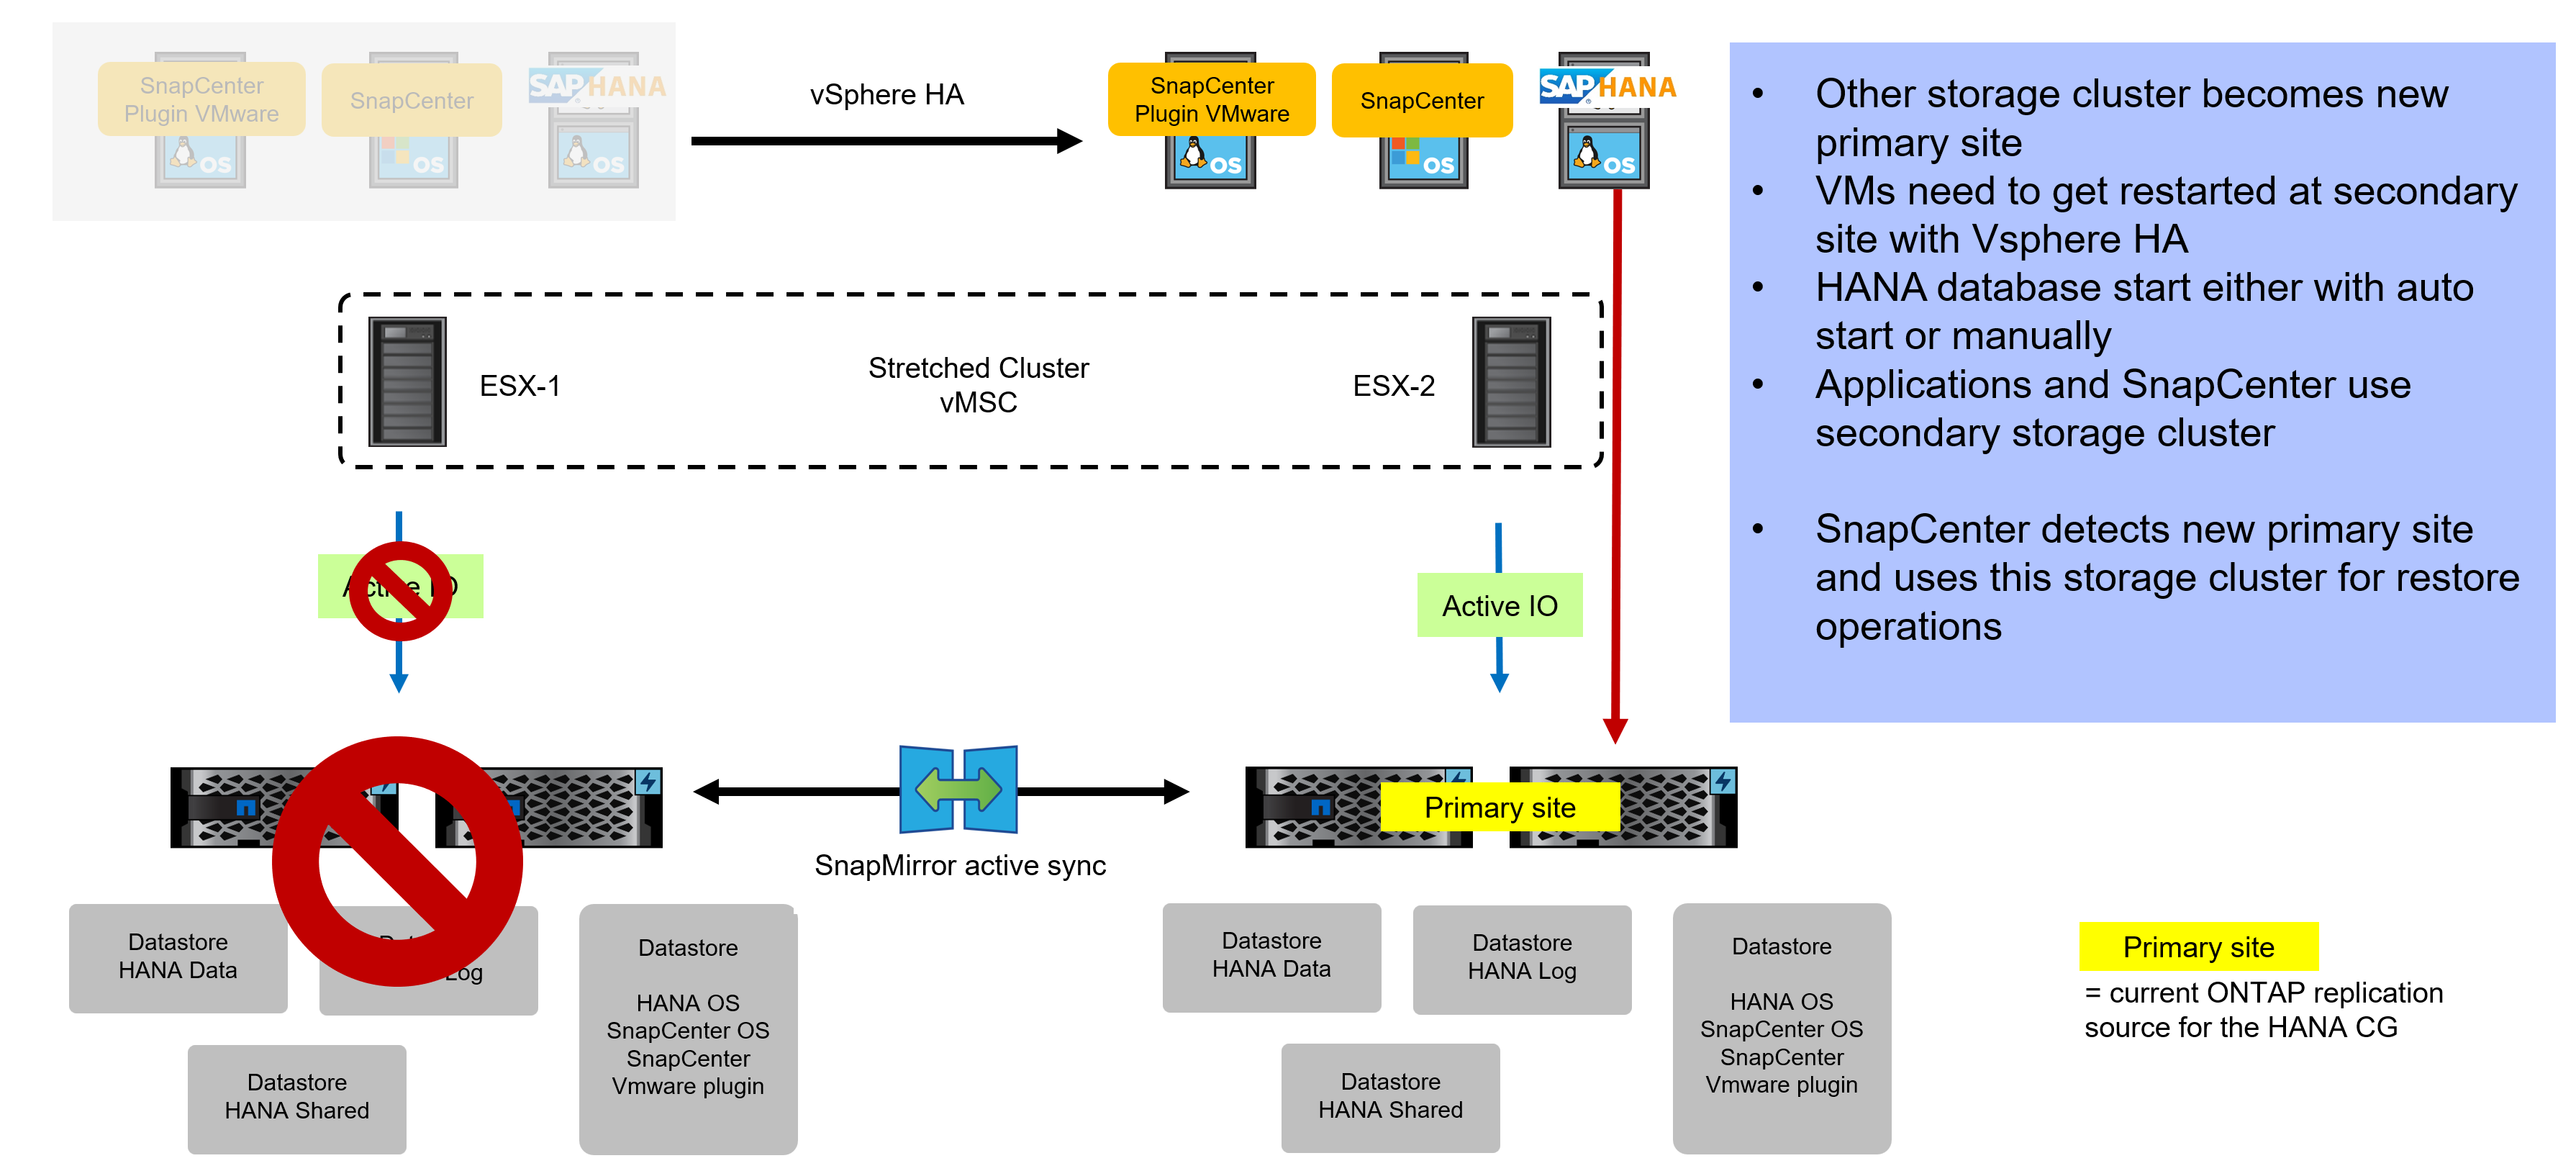 SnapCenter
Plugin VMware
SnapCenter
SAP HANA
OS
OS
OS
vSphere HA
SnapCenter
Plugin VMware
SnapCenter
SAP HANA
OS
OS
OS
• Other storage cluster becomes new
primary site
• VMs need to get restarted at secondary
site with Vsphere HA
• HANA database start either with auto
start or manually
• Applications and SnapCenter use
secondary storage cluster
• SnapCenter detects new primary site
and uses this storage cluster for restore
operations
ESX-1
Stretched Cluster
vMSC
ESX-2
Active IO
Active IO
SnapMirror active sync
Primary site
Datastore
HANA Data
Log
Datastore
HANA OS
SnapCenter OS
SnapCenter
Vmware plugin
Datastore
HANA Shared
Datastore
HANA Data
Datastore
HANA Log
Datastore
HANA OS
SnapCenter OS
SnapCenter
Vmware plugin
Datastore
HANA Shared
Primary site
= current ONTAP replication
source for the HANA CG